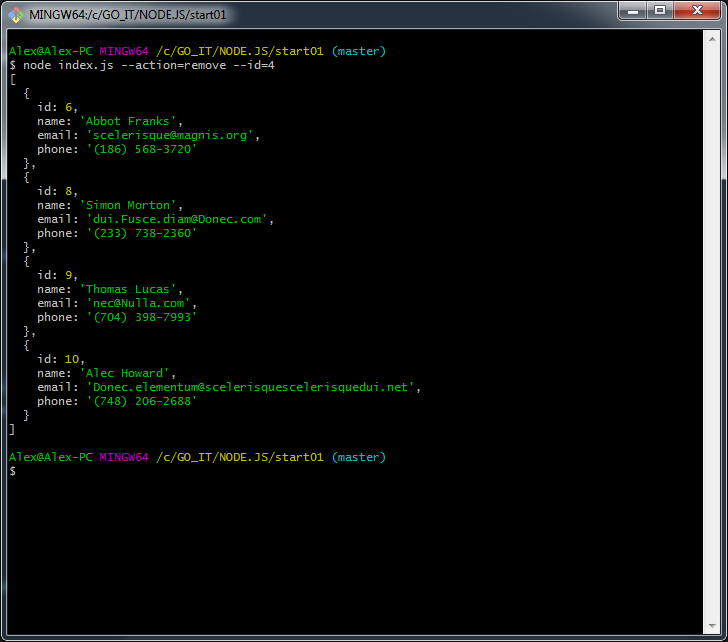 MINGW64:/c/GO_IT/NODE.JS/start01
Alex@Alex-PC MINGW64 /c/GO_IT/NODE.JS/start01 (master)
$ node index.js --action=remove --id=4
[
  {
    id: 6,
    name: 'Abbot Franks',
    email: 'scelerisque@magnis.org',
    phone: '(186) 568-3720'
  },
  {
    id: 8,
    name: 'Simon Morton',
    email: 'dui.Fusce.diam@Donec.com',
    phone: '(233) 738-2360'
  },
  {
    id: 9,
    name: 'Thomas Lucas',
    email: 'nec@Nulla.com',
    phone: '(704) 398-7993'
  },
  {
    id: 10,
    name: 'Alec Howard',
    email: 'Donec.elementum@scelerisquescelerisquedui.net',
    phone: '(748) 206-2688'
  }
]
Alex@Alex-PC MINGW64 /c/GO_IT/NODE.JS/start01 (master)
$